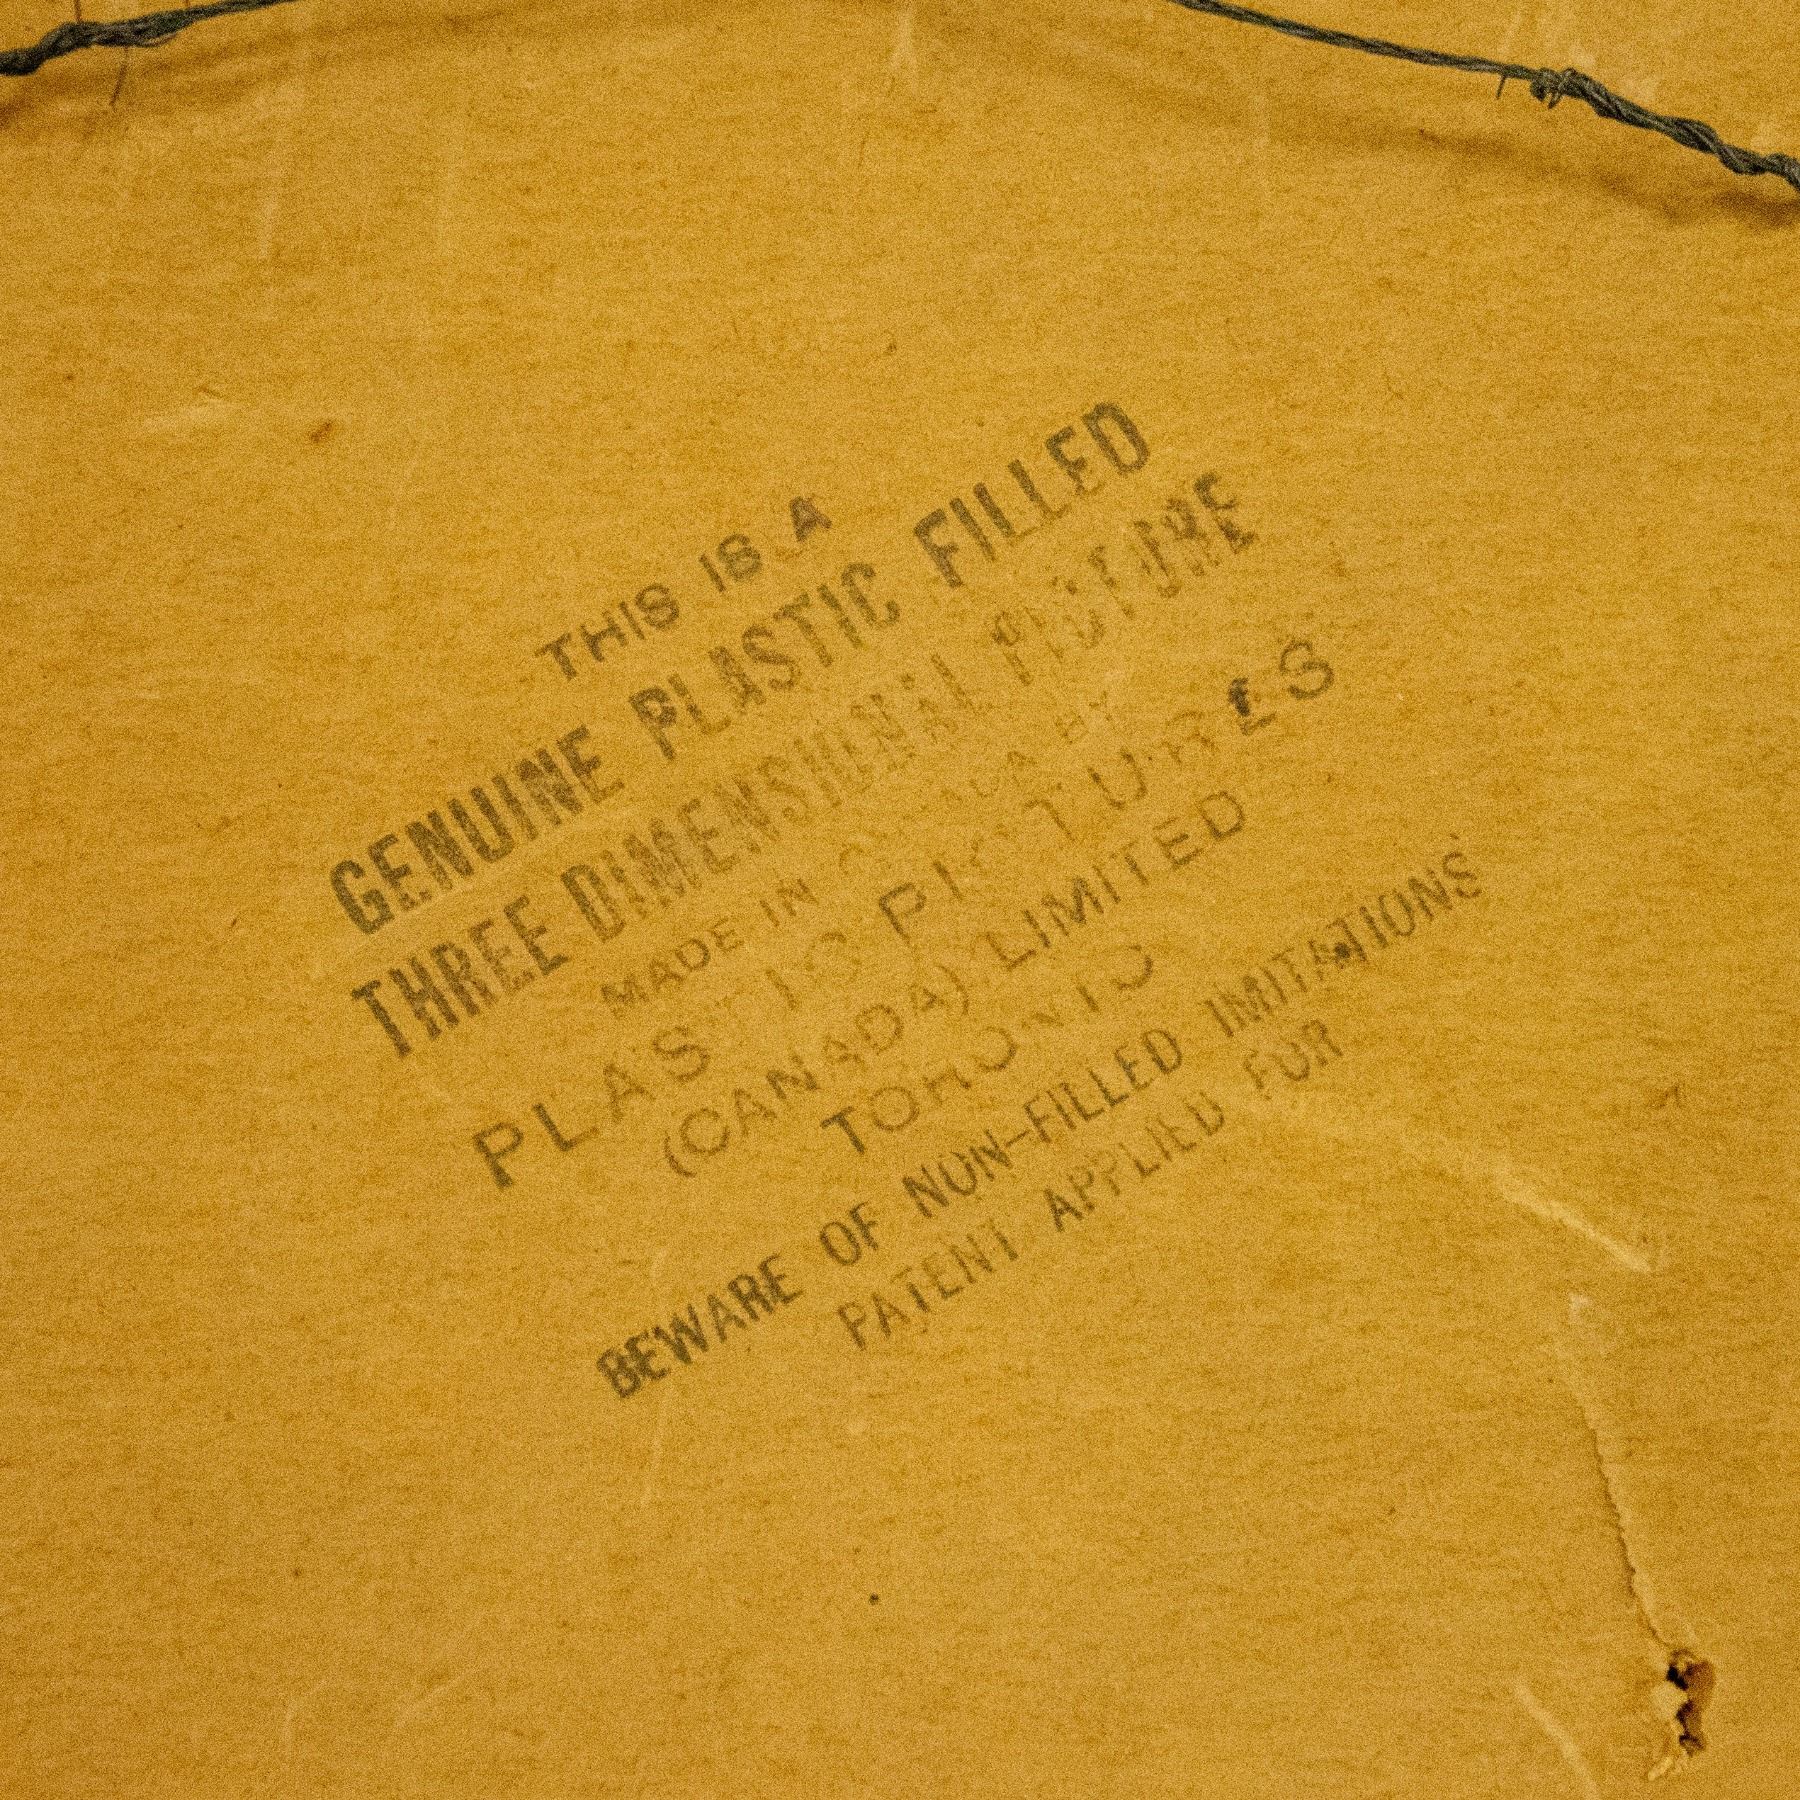 THIS IS A
GENUINE PLASTIC FILLED
THREE DIMENSIONAL PICTURE
MADE IN CANADA BY
PLASTIC PICTURES
(CANADA) LIMITED
TORONTO
BEWARE OF NON-FILLED IMITATIONS
PATENT APPLIED FOR